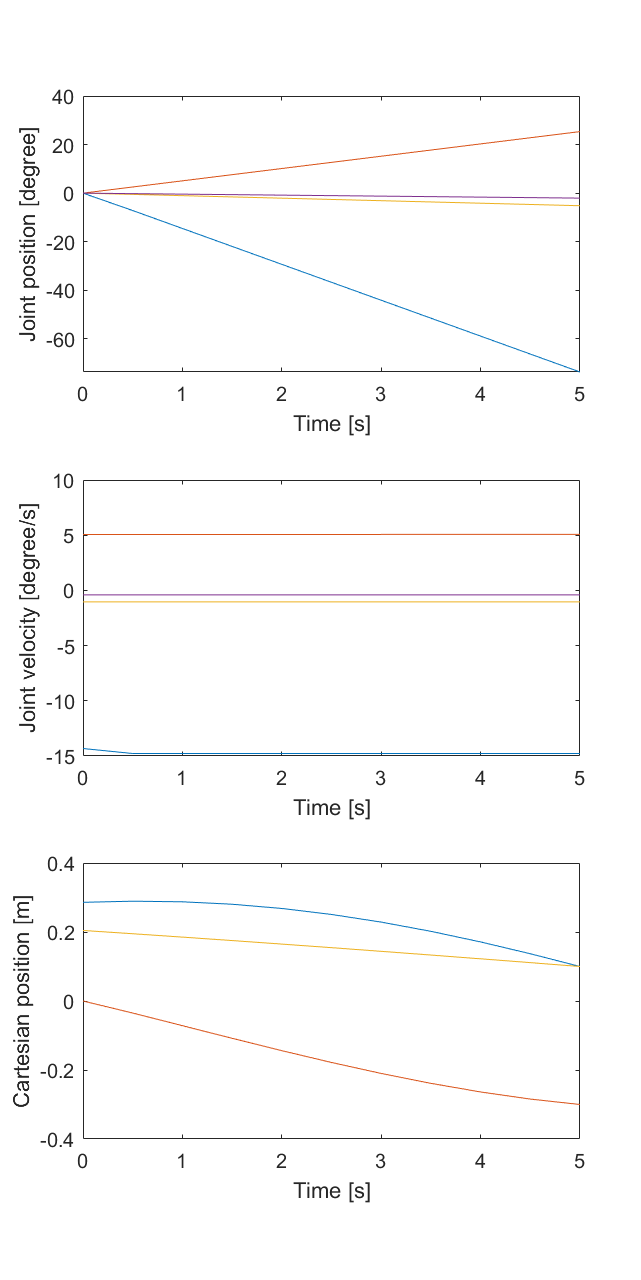 40
20
0
-20
-40
-60
Joint position [degree]
0 1 2 3 4 5
Time [s]
10
5
0
-5
-10
-15
Joint velocity [degree/s]
0 1 2 3 4 5
Time [s]
0.4
0.2
0
-0.2
-0.4
Cartesian position [m]
0 1 2 3 4 5
Time [s]